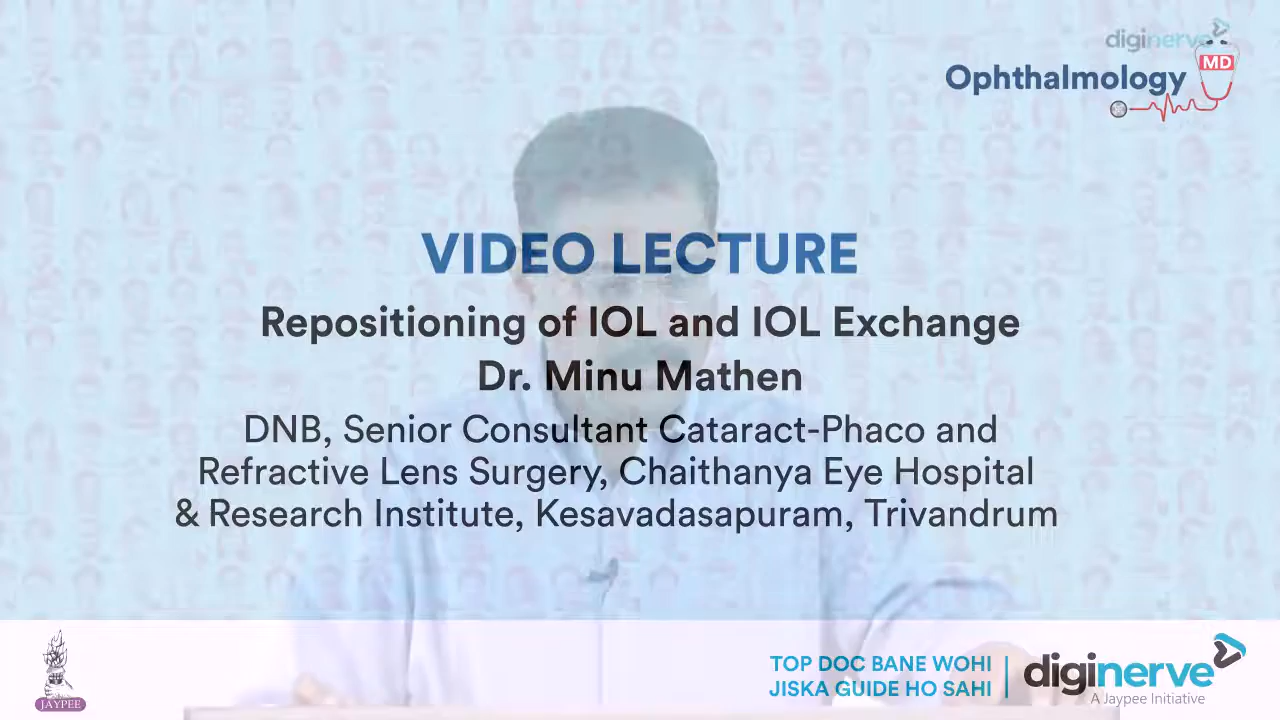 diginerve
Ophthalmology MD
VIDEO LECTURE
Repositioning of IOL and IOL Exchange
Dr. Minu Mathen
DNB, Senior Consultant Cataract-Phaco and
Refractive Lens Surgery, Chaithanya Eye Hospital
& Research Institute, Kesavadasapuram, Trivandrum
JAYPEE
TOP DOC BANE WOHI
JISKA GUIDE HO SAHI
diginerve
A Jaypee Initiative